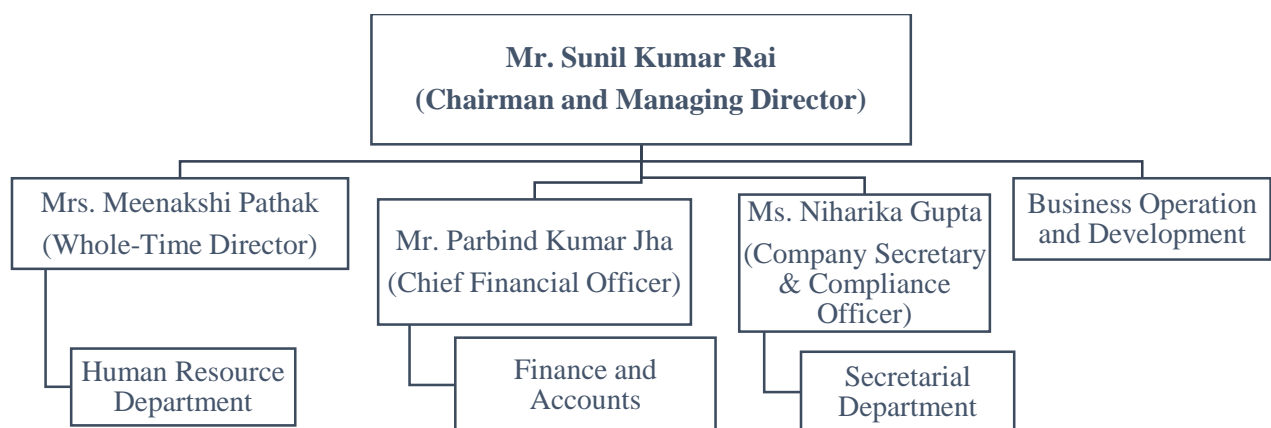 Mr. Sunil Kumar Rai
(Chairman and Managing Director)
Mrs. Meenakshi Pathak
(Whole-Time Director)
Mr. Parbind Kumar Jha
(Chief Financial Officer)
Ms. Niharika Gupta
(Company Secretary
& Compliance
Officer)
Business Operation
and Development
Human Resource
Department
Finance and
Accounts
Secretarial
Department